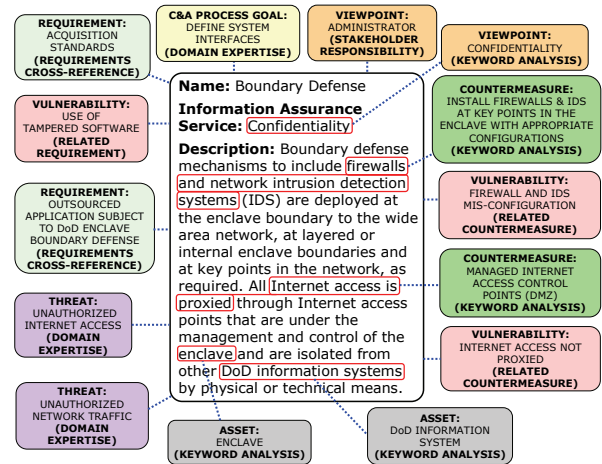 REQUIREMENT:
ACQUISITION
STANDARDS
(REQUIREMENTS
CROSS-REFERENCE)
C&A PROCESS GOAL:
DEFINE SYSTEM
INTERFACES
(DOMAIN EXPERTISE)
VIEWPOINT:
ADMINISTRATOR
(STAKEHOLDER
RESPONSIBILITY)
VIEWPOINT:
CONFIDENTIALITY
(KEYWORD ANALYSIS)
VULNERABILITY:
USE OF
TAMPERED SOFTWARE
(RELATED
REQUIREMENT)
REQUIREMENT:
OUTSOURCED
APPLICATION SUBJECT
TO DoD ENCLAVE
BOUNDARY DEFENSE
(REQUIREMENTS
CROSS-REFERENCE)
THREAT:
UNAUTHORIZED
INTERNET ACCESS
(DOMAIN
EXPERTISE)
THREAT:
UNAUTHORIZED
NETWORK TRAFFIC
(DOMAIN
EXPERTISE)
Name: Boundary Defense
Information Assurance
Service: Confidentiality
Description: Boundary defense
mechanisms to include firewalls
and network intrusion detection
systems (IDS) are deployed at
the enclave boundary to the wide
area network, at layered or
internal enclave boundaries and
at key points in the network, as
required. All Internet access is
proxied through Internet access
points that are under the
management and control of the
enclave and are isolated from
other DoD information systems
by physical or technical means.
COUNTERMEASURE:
INSTALL FIREWALLS & IDS
AT KEY POINTS IN THE
ENCLAVE WITH APPROPRIATE
CONFIGURATIONS
(KEYWORD ANALYSIS)
VULNERABILITY:
FIREWALL AND IDS
MIS-CONFIGURATION
(RELATED
COUNTERMEASURE)
COUNTERMEASURE:
MANAGED INTERNET
ACCESS CONTROL
POINTS (DMZ)
(KEYWORD ANALYSIS)
VULNERABILITY:
INTERNET ACCESS NOT
PROXIED
(RELATED
COUNTERMEASURE)
ASSET:
ENCLAVE
(KEYWORD ANALYSIS)
ASSET:
DoD INFORMATION
SYSTEM
(KEYWORD ANALYSIS)